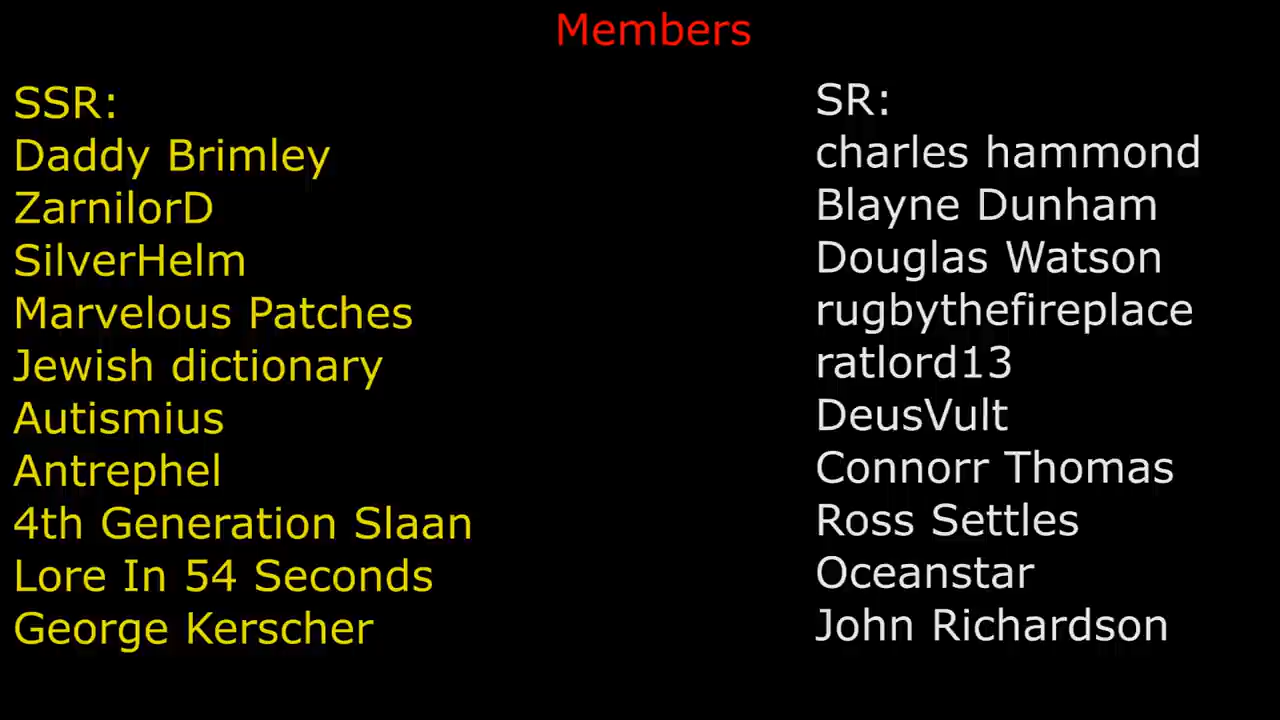 Members
SSR:
Daddy Brimley
ZarnilorD
SilverHelm
Marvelous Patches
Jewish dictionary
Autismius
Antrephel
4th Generation Slaan
Lore In 54 Seconds
George Kerscher
SR:
charles hammond
Blayne Dunham
Douglas Watson
rugbythefireplace
ratlord13
DeusVult
Connorr Thomas
Ross Settles
Oceanstar
John Richardson